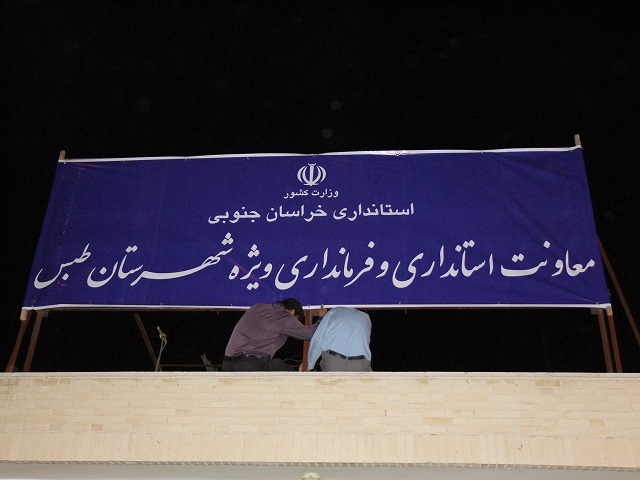 وزارت کشور
استانداری خراسان جنوبی
معاونت استانداری و فرمانداری ویژه شهرستان طبس